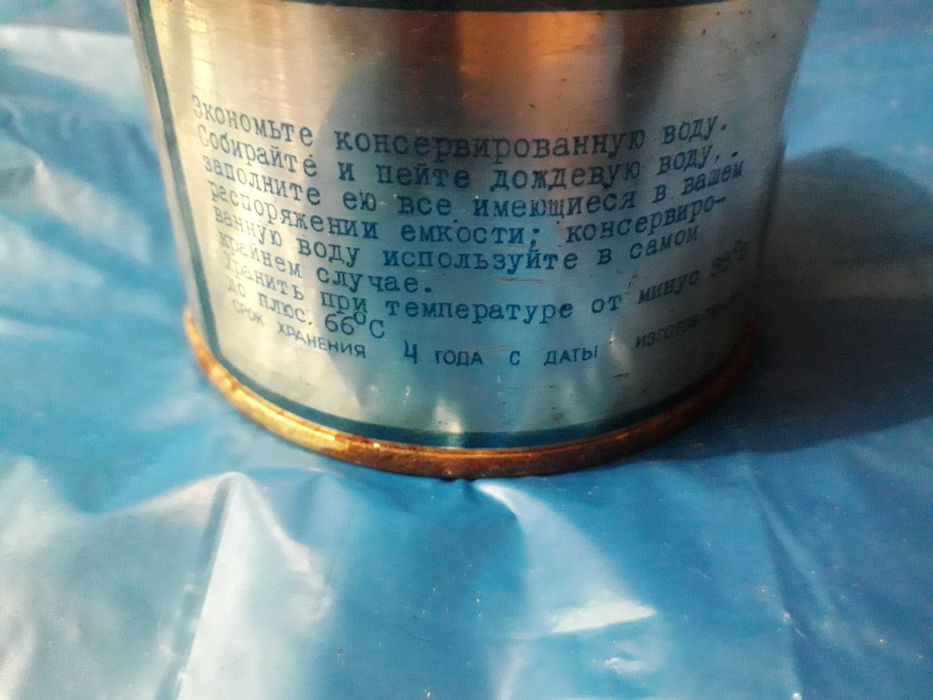 Экономьте консервированную воду.
Собирайте и пейте дождевую воду,
заполните ею все имеющиеся в вашем
распоряжении емкости; консервиро-
ванную воду используйте в самом
крайнем случае.
Хранить при температуре от минус
до плюс 66°С
СРОК ХРАНЕНИЯ 4 ГОДА С ДАТЫ